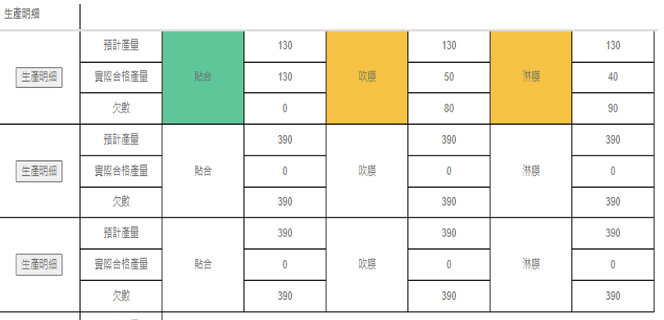 生產明細
預計產量 130 130 130
生產明細 實際合格產量 貼合 130 吹膜 50 淋膜 40
欠數 0 80 90
預計產量 390 390 390
生產明細 實際合格產量 貼合 0 吹膜 0 淋膜 0
欠數 390 390 390
預計產量 390 390 390
生產明細 實際合格產量 貼合 0 吹膜 0 淋膜 0
欠數 390 390 390